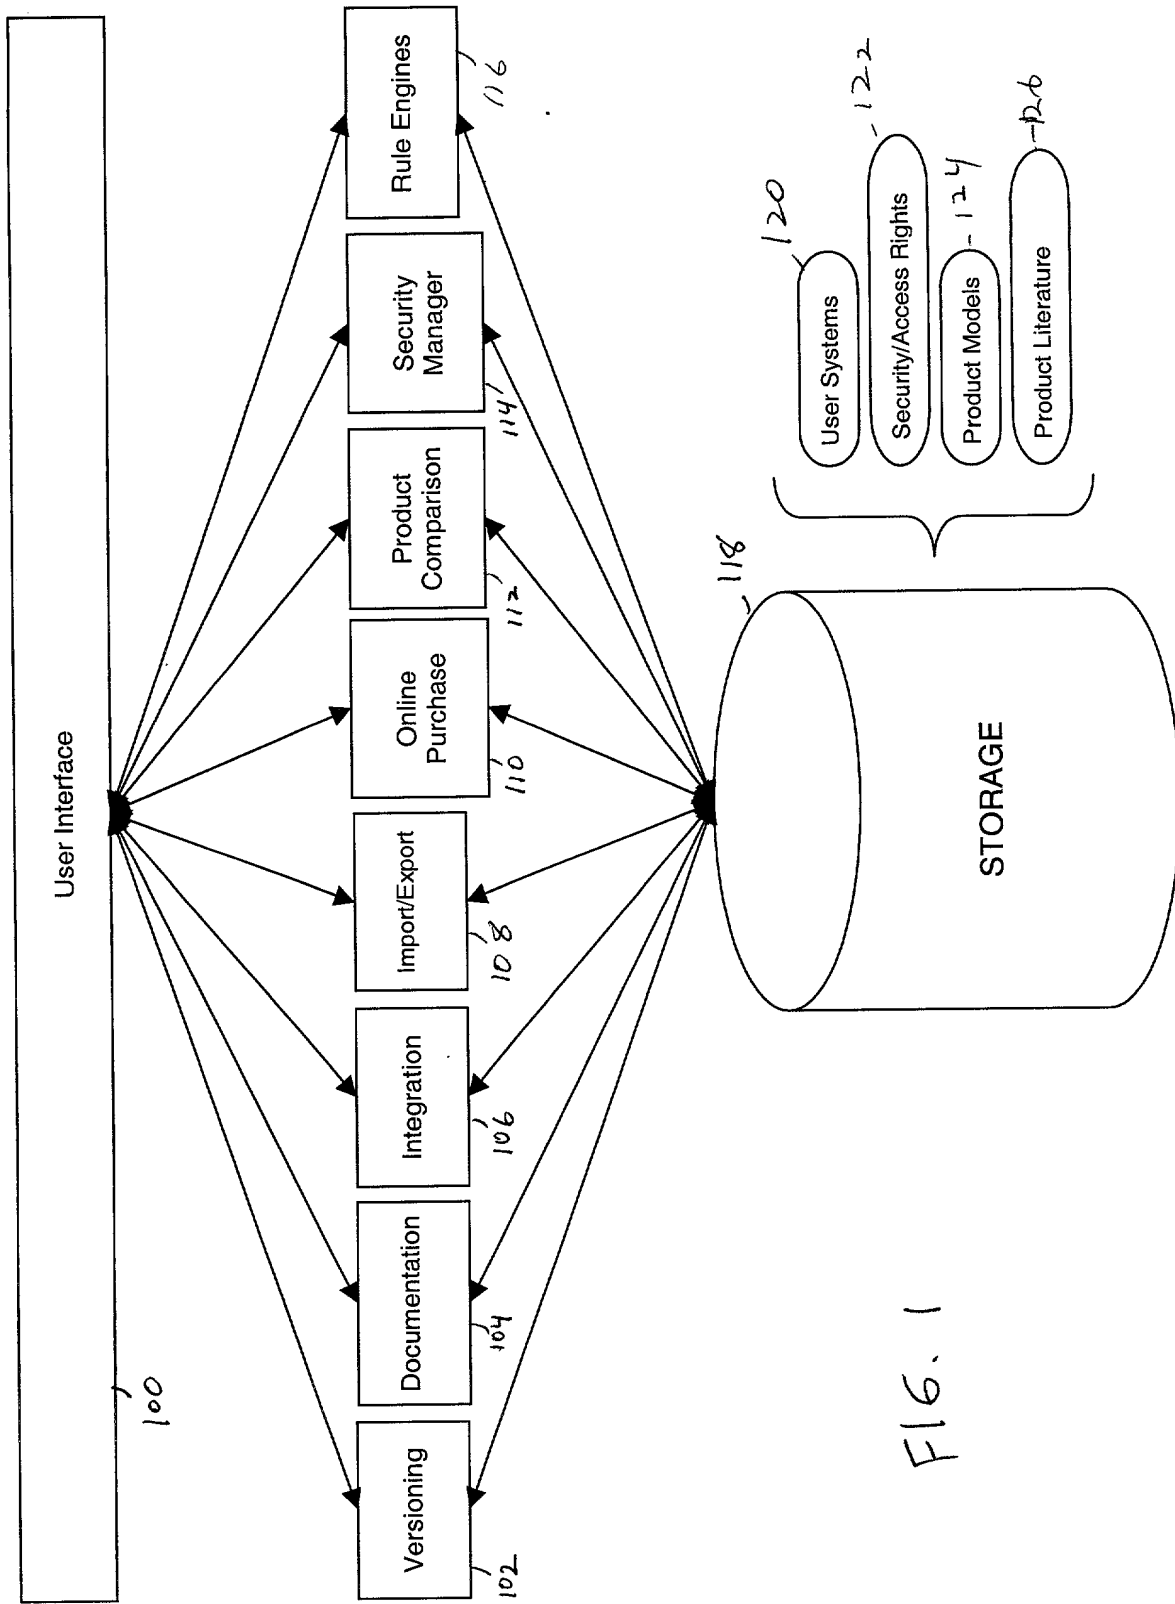 User Interface
100
Versioning
102
Documentation
104
Integration
106
Import/Export
108
Online
Purchase
110
Product
Comparison
112
Security
Manager
114
Rule Engines
116
STORAGE
118
User Systems
120
Security/Access Rights
122
Product Models
124
Product Literature
126
FIG. 1